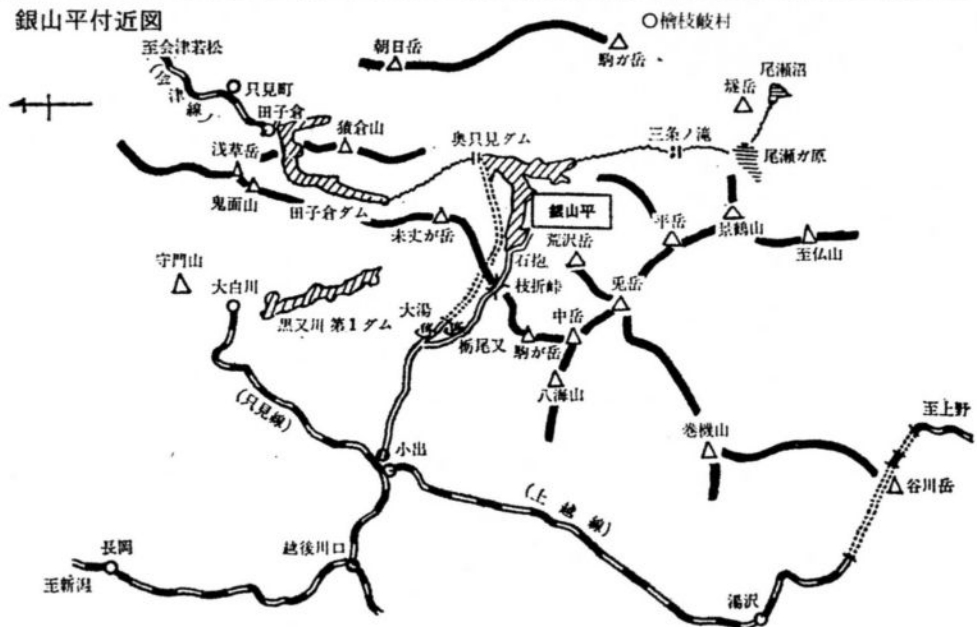 銀山平付近図
○檜枝岐村
至会津若松
朝日岳
駒が岳
尾瀬沼
(会津線)
只見町
燧岳
田子倉
猿倉山
奥只見ダム
三条ノ滝
浅草岳
尾瀬ガ原
鬼面山
田子倉ダム
銀山平
平岳
景鶴山
未丈が岳
荒沢岳
至仏山
石抱
守門山
大白川
枝折峠
兎岳
大湯
中岳
黒又川第1ダム
栃尾又
駒が岳
八海山
(只見線)
至上野
巻機山
小出
谷川岳
(上越線)
長岡
越後川口
至新潟
湯沢